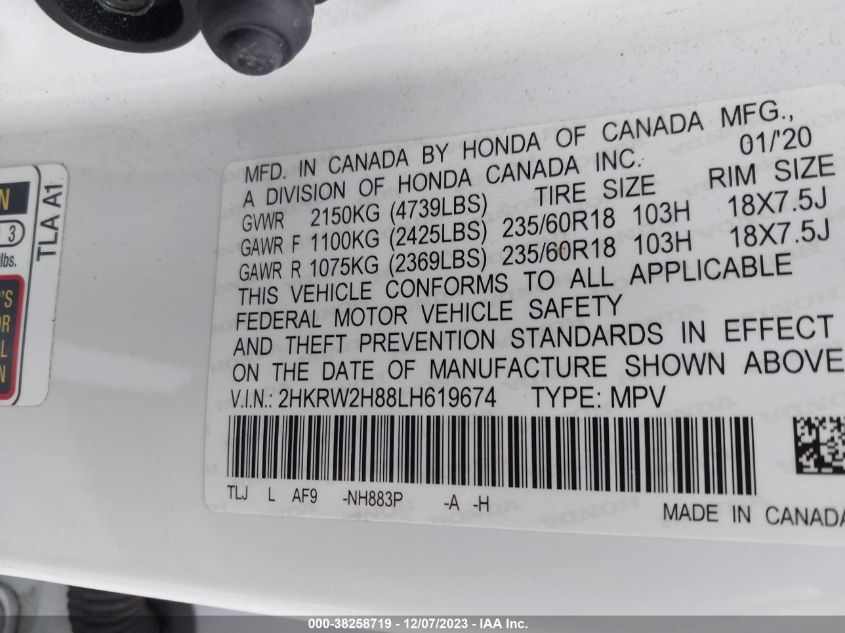 MFD. IN CANADA BY HONDA OF CANADA MFG.,
A DIVISION OF HONDA CANADA INC. 01/'20
GVWR 2150KG (4739LBS) TIRE SIZE RIM SIZE
GAWR F 1100KG (2425LBS) 235/60R18 103H 18X7.5J
GAWR R 1075KG (2369LBS) 235/60R18 103H 18X7.5J
THIS VEHICLE CONFORMS TO ALL APPLICABLE
FEDERAL MOTOR VEHICLE SAFETY
AND THEFT PREVENTION STANDARDS IN EFFECT
ON THE DATE OF MANUFACTURE SHOWN ABOVE
V.I.N.: 2HKRW2H88LH619674 TYPE: MPV
TLJ L AF9 -NH883P -A -H
MADE IN CANADA
TLA A1
N
3
lbs.
'S
OR
L
N
000-38258719 - 12/07/2023 - IAA Inc.